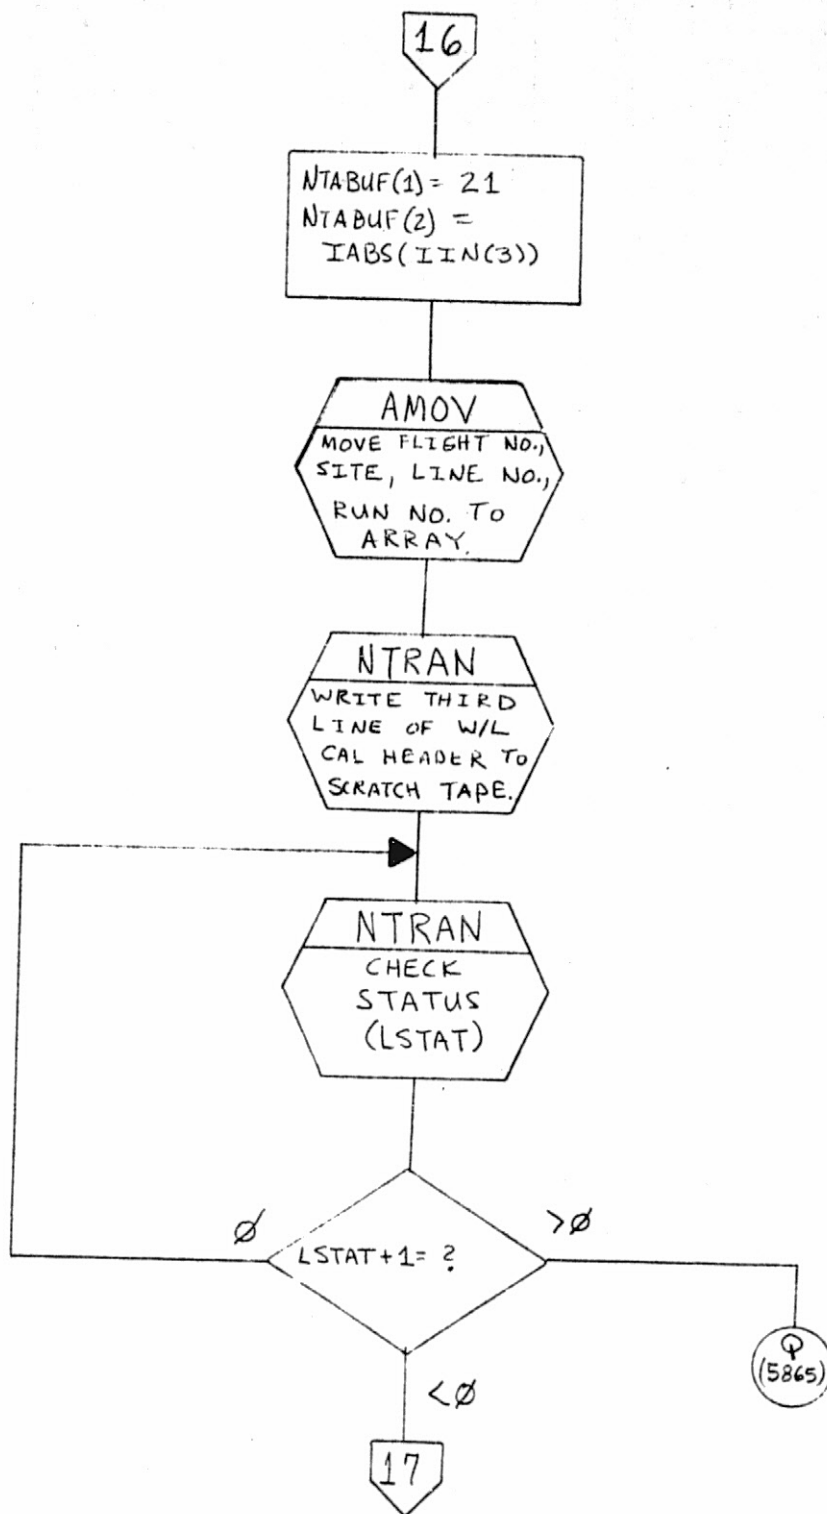 16
NTABUF(1) = 21
NTABUF(2) =
IABS(IIN(3))
AMOV
MOVE FLIGHT NO.,
SITE, LINE NO.,
RUN NO. TO
ARRAY.
NTRAN
WRITE THIRD
LINE OF W/L
CAL HEADER TO
SCRATCH TAPE.
NTRAN
CHECK
STATUS
(LSTAT)
Ø
>Ø
LSTAT+1= ?
Q
(5865)
<Ø
17